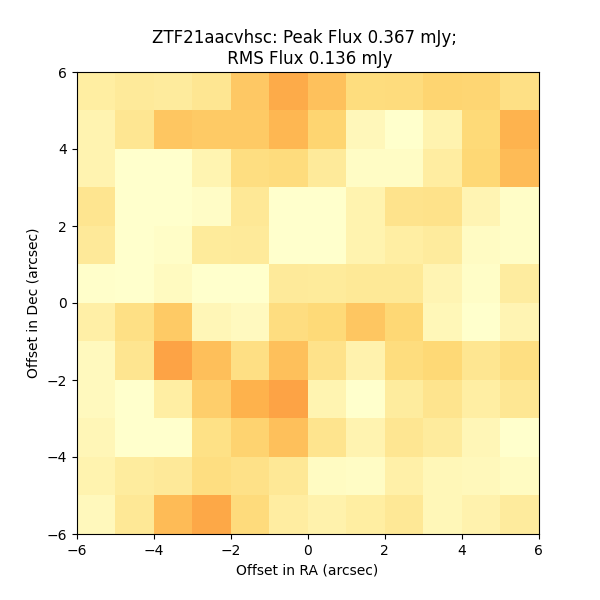 ZTF21aacvhsc: Peak Flux 0.367 mJy;
RMS Flux 0.136 mJy
6
4
2
0
−2
−4
−6
Offset in Dec (arcsec)
−6 −4 −2 0 2 4 6
Offset in RA (arcsec)